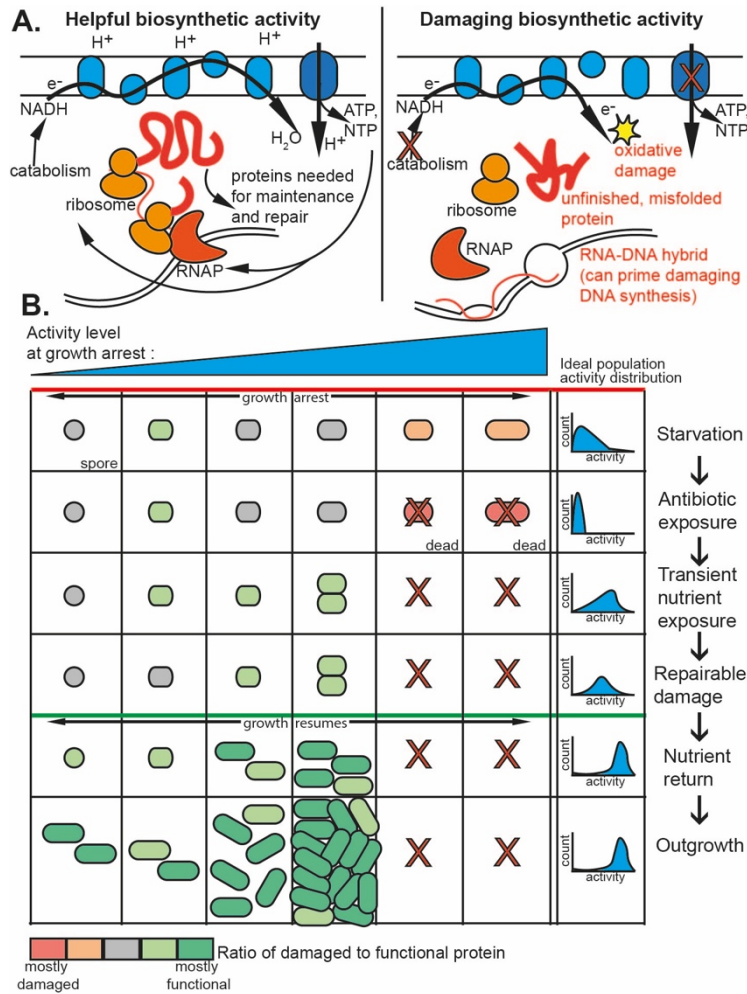 A.
Helpful biosynthetic activity
H+
H+
H+
e-
NADH
ATP,
NTP
H2O
H+
catabolism
ribosome
proteins needed
for maintenance
and repair
RNAP
Damaging biosynthetic activity
e-
NADH
X
catabolism
X
ATP,
NTP
e-
oxidative
damage
ribosome
unfinished, misfolded
protein
RNAP
RNA-DNA hybrid
(can prime damaging
DNA synthesis)
B.
Activity level
at growth arrest :
Ideal population
activity distribution
growth arrest
spore
count
activity
Starvation
X
X
dead
dead
count
activity
Antibiotic
exposure
X
X
count
activity
Transient
nutrient
exposure
X
X
count
activity
Repairable
damage
growth resumes
X
X
count
activity
Nutrient
return
X
X
count
activity
Outgrowth
Ratio of damaged to functional protein
mostly
damaged
mostly
functional